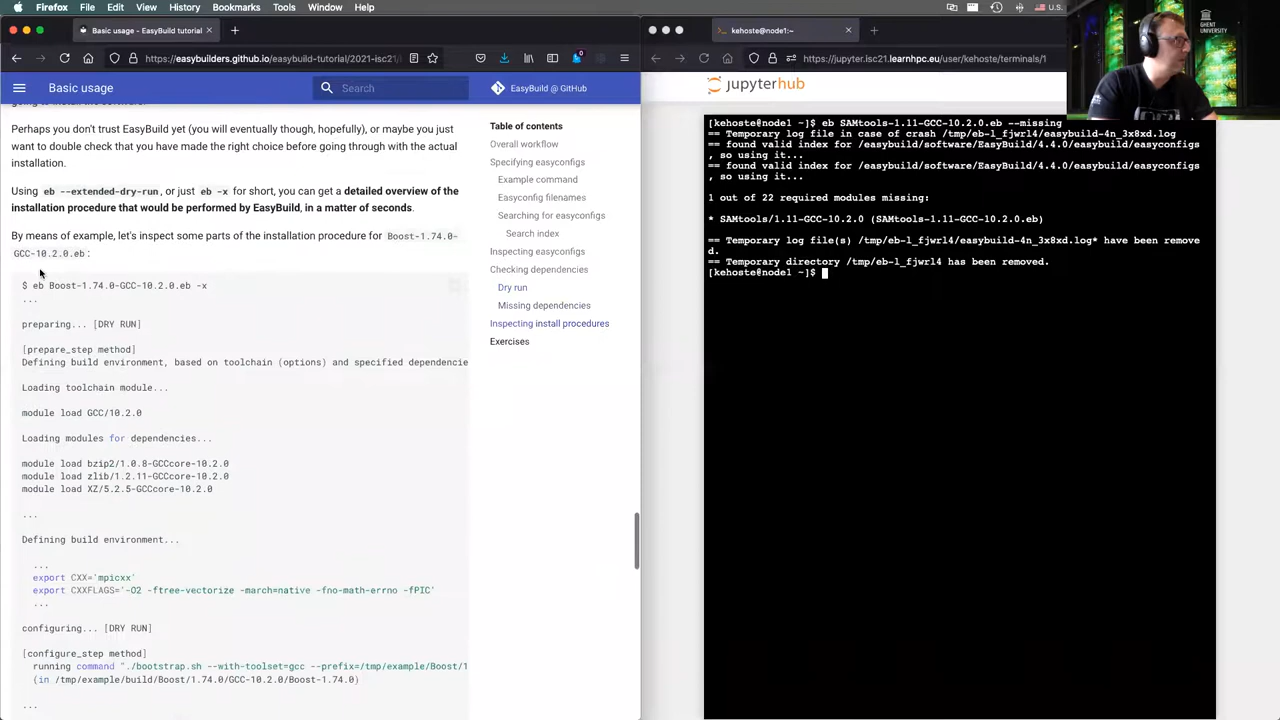 Firefox File Edit View History Bookmarks Tools Window Help
Basic usage - EasyBuild tutorial
https://easybuilders.github.io/easybuild-tutorial/2021-isc21/
Basic usage
Search
EasyBuild @ GitHub
Perhaps you don't trust EasyBuild yet (you will eventually though, hopefully), or maybe you just
want to double check that you have made the right choice before going through with the actual
installation.
Using eb --extended-dry-run, or just eb -x for short, you can get a detailed overview of the
installation procedure that would be performed by EasyBuild, in a matter of seconds.
By means of example, let's inspect some parts of the installation procedure for Boost-1.74.0-
GCC-10.2.0.eb:
$ eb Boost-1.74.0-GCC-10.2.0.eb -x
...
preparing... [DRY RUN]
[prepare_step method]
Defining build environment, based on toolchain (options) and specified dependencie
Loading toolchain module...
module load GCC/10.2.0
Loading modules for dependencies...
module load bzip2/1.0.8-GCCcore-10.2.0
module load zlib/1.2.11-GCCcore-10.2.0
module load XZ/5.2.5-GCCcore-10.2.0
...
Defining build environment...
...
export CXX='mpicxx'
export CXXFLAGS='-O2 -ftree-vectorize -march=native -fno-math-errno -fPIC'
...
configuring... [DRY RUN]
[configure_step method]
running command "./bootstrap.sh --with-toolset=gcc --prefix=/tmp/example/Boost/1
(in /tmp/example/build/Boost/1.74.0/GCC-10.2.0/Boost-1.74.0)
...
Table of contents
Overall workflow
Specifying easyconfigs
Example command
Easyconfig filenames
Searching for easyconfigs
Search index
Inspecting easyconfigs
Checking dependencies
Dry run
Missing dependencies
Inspecting install procedures
Exercises
kehoste@node1:~
https://jupyter.isc21.learnhpc.eu/user/kehoste/terminals/1
jupyterhub
[kehoste@node1 ~]$ eb SAMtools-1.11-GCC-10.2.0.eb --missing
== Temporary log file in case of crash /tmp/eb-l_fjwrl4/easybuild-4n_3x8xd.log
== found valid index for /easybuild/software/EasyBuild/4.4.0/easybuild/easyconfigs
, so using it...
== found valid index for /easybuild/software/EasyBuild/4.4.0/easybuild/easyconfigs
, so using it...
1 out of 22 required modules missing:
* SAMtools/1.11-GCC-10.2.0 (SAMtools-1.11-GCC-10.2.0.eb)
== Temporary log file(s) /tmp/eb-l_fjwrl4/easybuild-4n_3x8xd.log* have been remove
d.
== Temporary directory /tmp/eb-l_fjwrl4 has been removed.
[kehoste@node1 ~]$
GHENT
UNIVERSITY